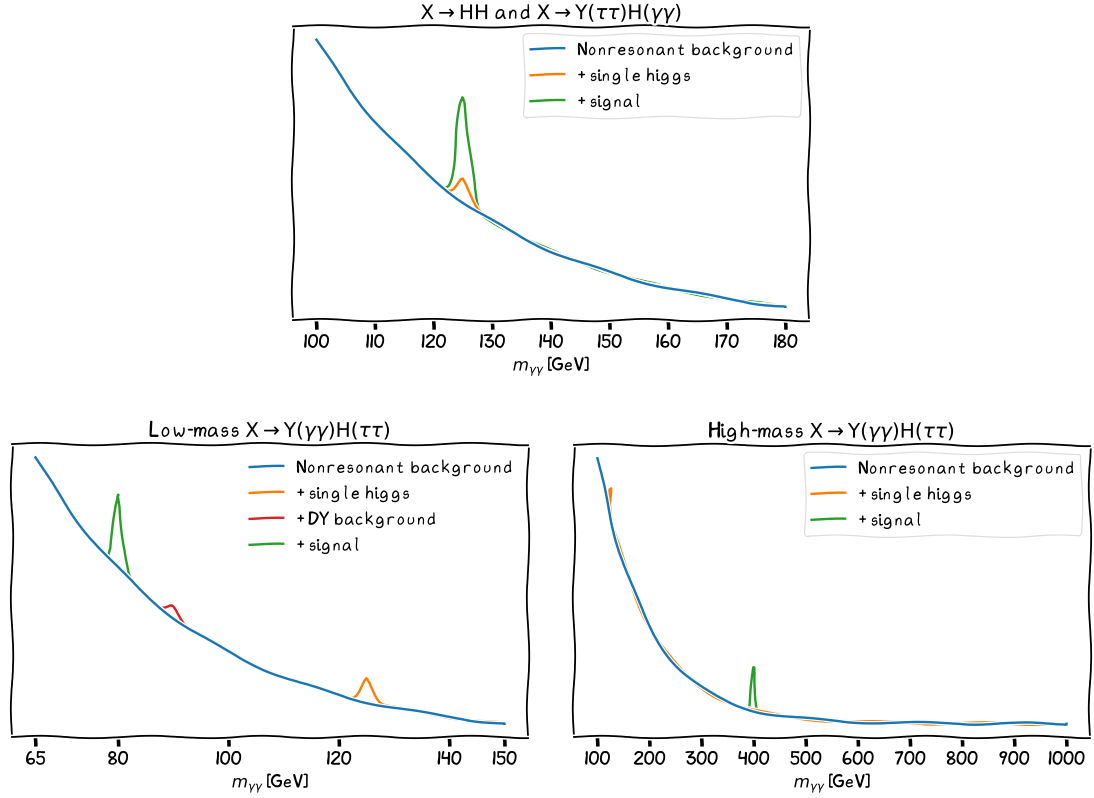 X → HH and X → Y(ττ)H(γγ)
Nonresonant background
+ single higgs
+ signal
100 110 120 130 140 150 160 170 180
mγγ [GeV]
Low-mass X → Y(γγ)H(ττ)
Nonresonant background
+ single higgs
+ DY background
+ signal
65 80 100 120 140 150
mγγ [GeV]
High-mass X → Y(γγ)H(ττ)
Nonresonant background
+ single higgs
+ signal
100 200 300 400 500 600 700 800 900 1000
mγγ [GeV]